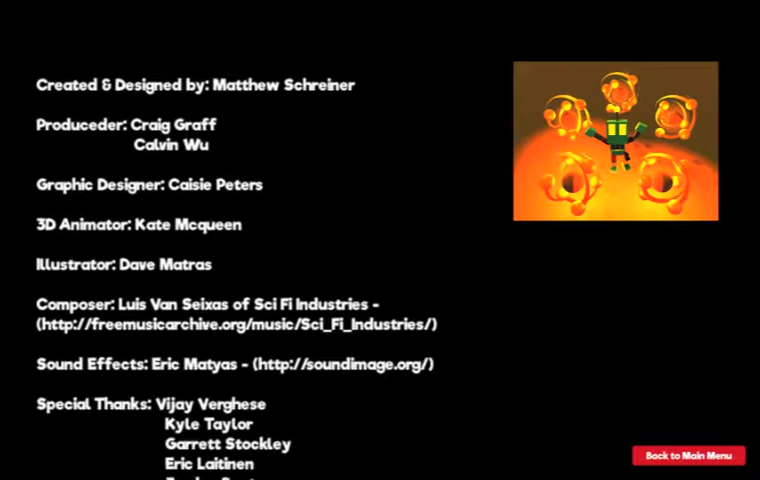 Created & Designed by: Matthew Schreiner
Produceder: Craig Graff
Calvin Wu
Graphic Designer: Caisie Peters
3D Animator: Kate Mcqueen
Illustrator: Dave Matras
Composer: Luis Van Seixas of Sci Fi Industries -
(http://freemusicarchive.org/music/Sci_Fi_Industries/)
Sound Effects: Eric Matyas - (http://soundimage.org/)
Special Thanks: Vijay Verghese
Kyle Taylor
Garrett Stockley
Eric Laitinen
Back to Main Menu